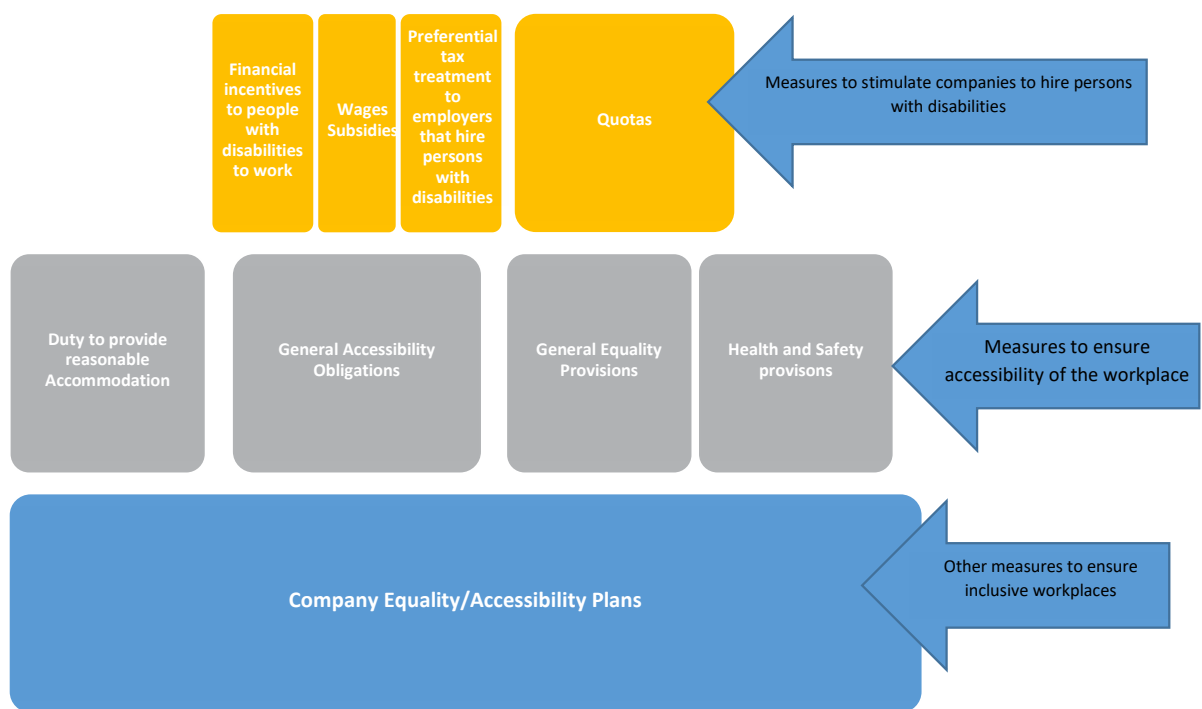 Financial
incentives
to people
with
disabilities
to work
Wages
Subsidies
Preferential
tax
treatment
to
employers
that hire
persons
with
disabilities
Quotas
Measures to stimulate companies to hire persons
with disabilities
Duty to provide
reasonable
Accommodation
General Accessibility
Obligations
General Equality
Provisions
Health and Safety
provisons
Measures to ensure
accessibility of the workplace
Company Equality/Accessibility Plans
Other measures to ensure
inclusive workplaces